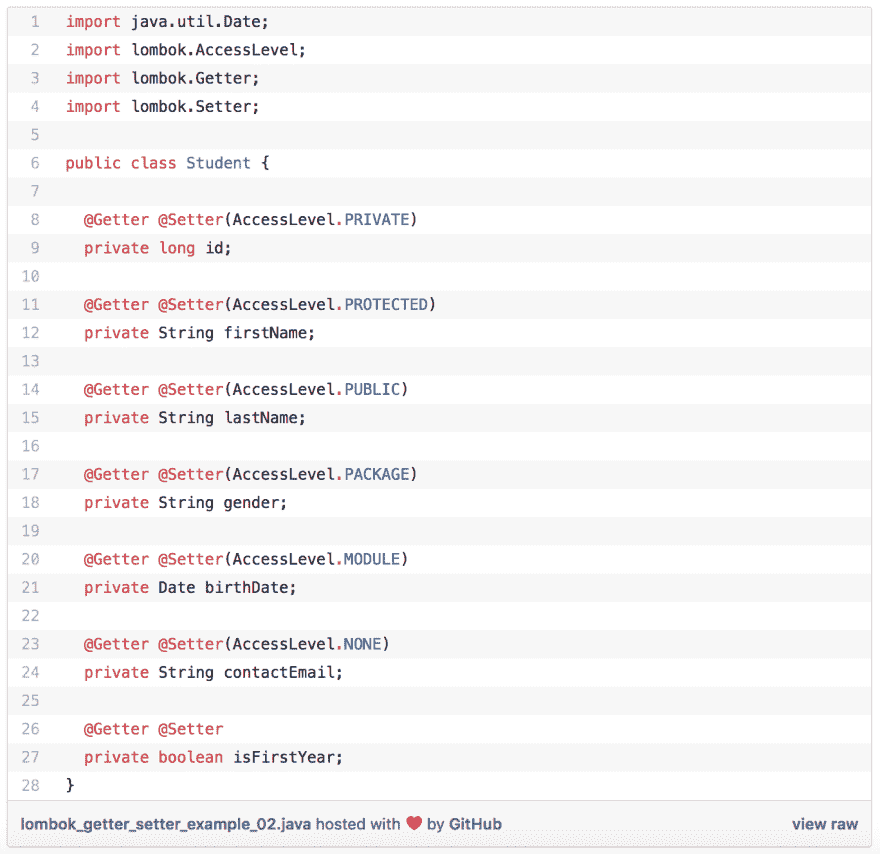 1 import java.util.Date;
2 import lombok.AccessLevel;
3 import lombok.Getter;
4 import lombok.Setter;
5
6 public class Student {
7
8 @Getter @Setter(AccessLevel.PRIVATE)
9 private long id;
10
11 @Getter @Setter(AccessLevel.PROTECTED)
12 private String firstName;
13
14 @Getter @Setter(AccessLevel.PUBLIC)
15 private String lastName;
16
17 @Getter @Setter(AccessLevel.PACKAGE)
18 private String gender;
19
20 @Getter @Setter(AccessLevel.MODULE)
21 private Date birthDate;
22
23 @Getter @Setter(AccessLevel.NONE)
24 private String contactEmail;
25
26 @Getter @Setter
27 private boolean isFirstYear;
28 }
lombok_getter_setter_example_02.java hosted with ❤ by GitHub view raw